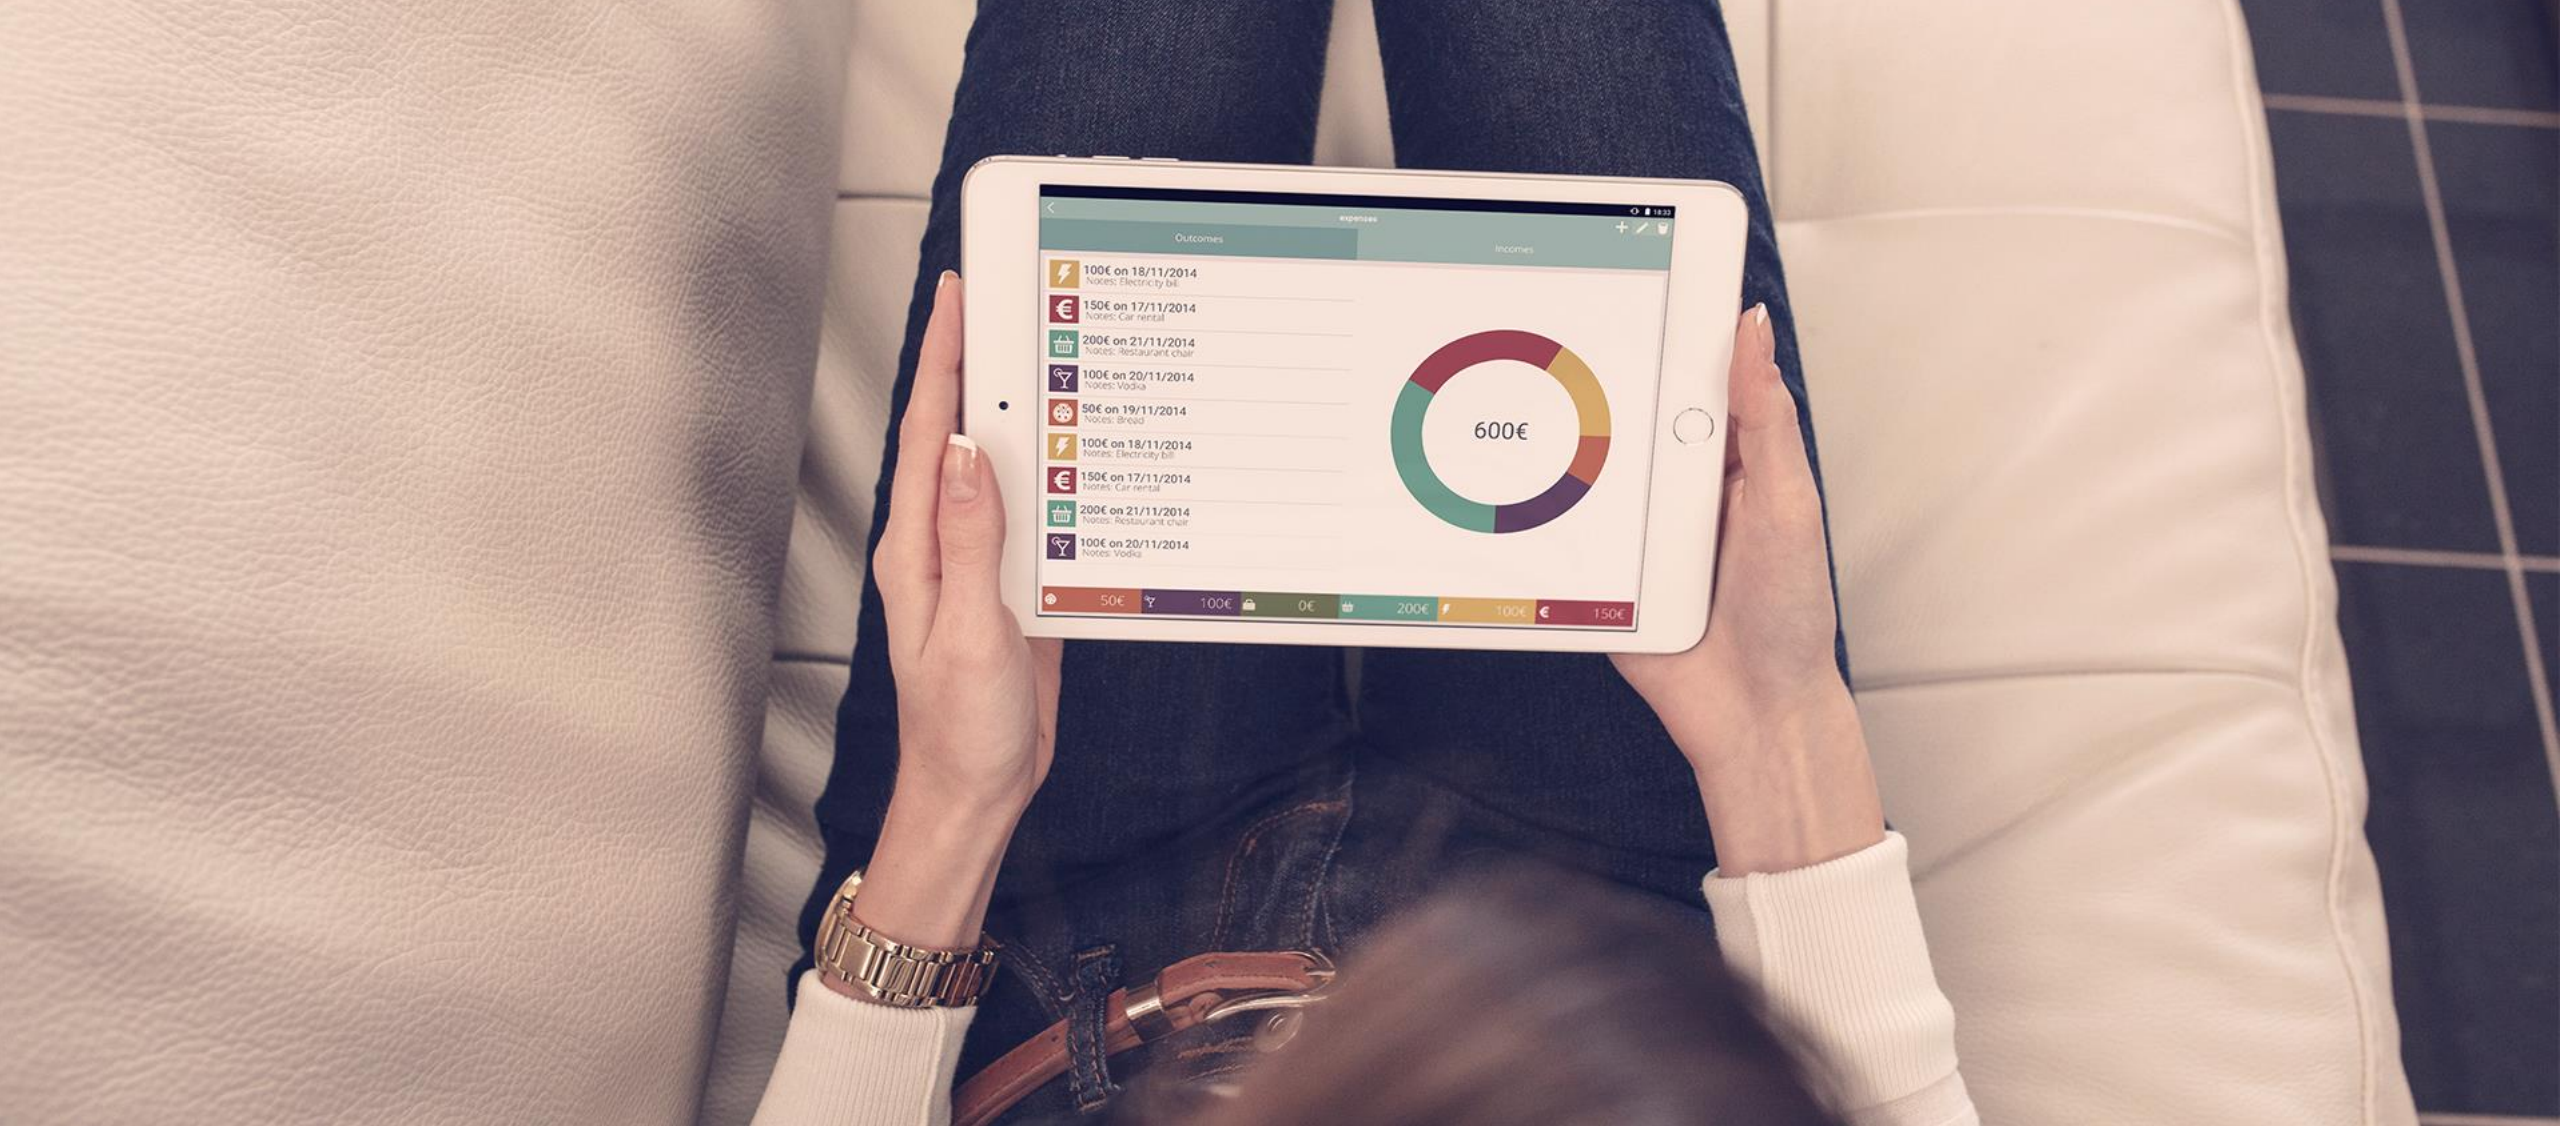 18:33
expenses
Outcomes
Incomes
100€ on 18/11/2014
Notes: Electricity bill
150€ on 17/11/2014
Notes: Car rental
200€ on 21/11/2014
Notes: Restaurant chair
100€ on 20/11/2014
Notes: Vodka
50€ on 19/11/2014
Notes: Bread
100€ on 18/11/2014
Notes: Electricity bill
150€ on 17/11/2014
Notes: Car rental
200€ on 21/11/2014
Notes: Restaurant chair
100€ on 20/11/2014
Notes: Vodka
600€
50€
100€
0€
200€
100€
€ 150€